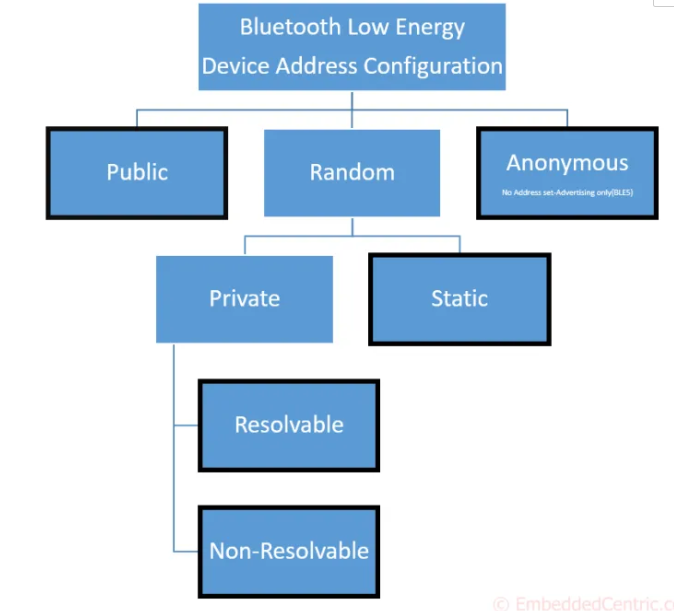 Bluetooth Low Energy
Device Address Configuration
Public
Random
Anonymous
No Address set-Advertising only(BLE5)
Private
Static
Resolvable
Non-Resolvable
© EmbeddedCentric.c